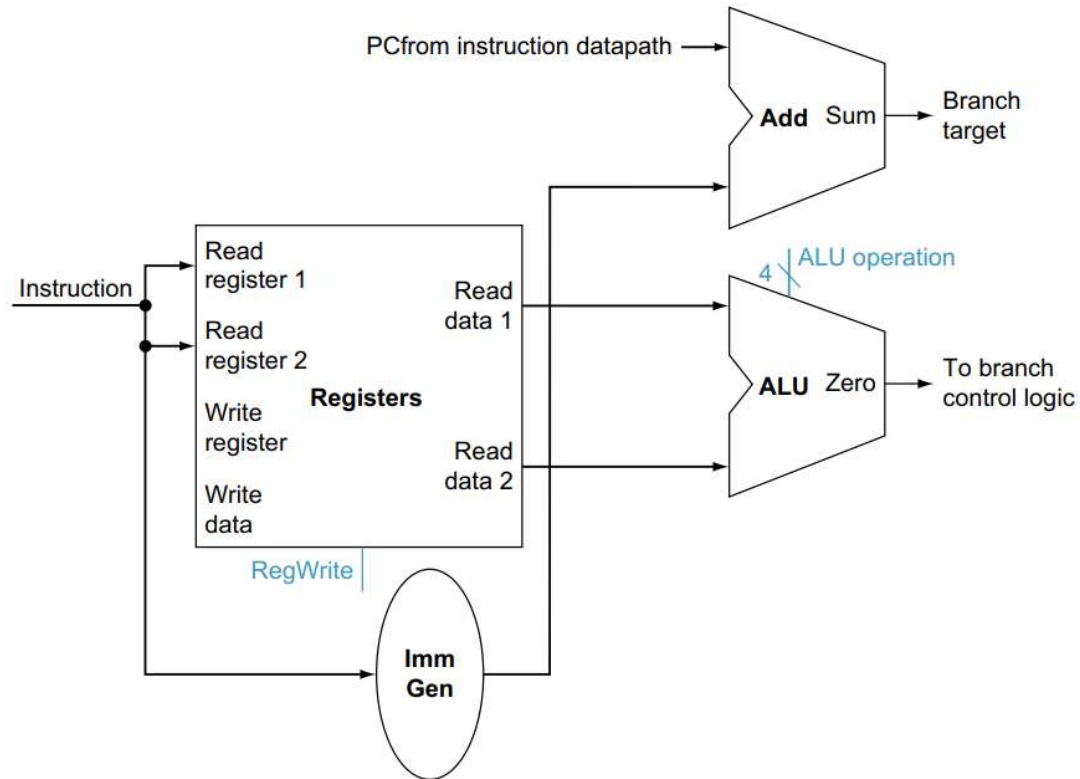 PCfrom instruction datapath
Add Sum
Branch
target
Instruction
Read
register 1
Read
register 2
Registers
Write
register
Write
data
Read
data 1
Read
data 2
RegWrite
4
ALU operation
ALU Zero
To branch
control logic
Imm
Gen